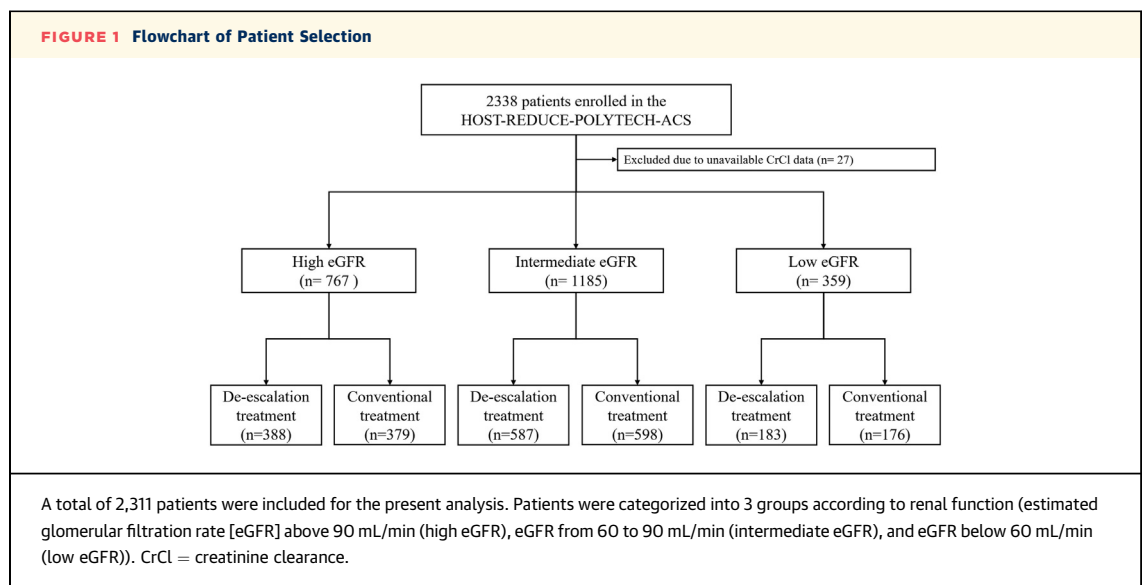 FIGURE 1 Flowchart of Patient Selection
2338 patients enrolled in the
HOST-REDUCE-POLYTECH-ACS
Excluded due to unavailable CrCl data (n= 27)
High eGFR
(n= 767 )
Intermediate eGFR
(n= 1185)
Low eGFR
(n= 359)
De-escalation
treatment
(n=388)
Conventional
treatment
(n=379)
De-escalation
treatment
(n=587)
Conventional
treatment
(n=598)
De-escalation
treatment
(n=183)
Conventional
treatment
(n=176)
A total of 2,311 patients were included for the present analysis. Patients were categorized into 3 groups according to renal function (estimated
glomerular filtration rate [eGFR] above 90 mL/min (high eGFR), eGFR from 60 to 90 mL/min (intermediate eGFR), and eGFR below 60 mL/min
(low eGFR)). CrCl = creatinine clearance.